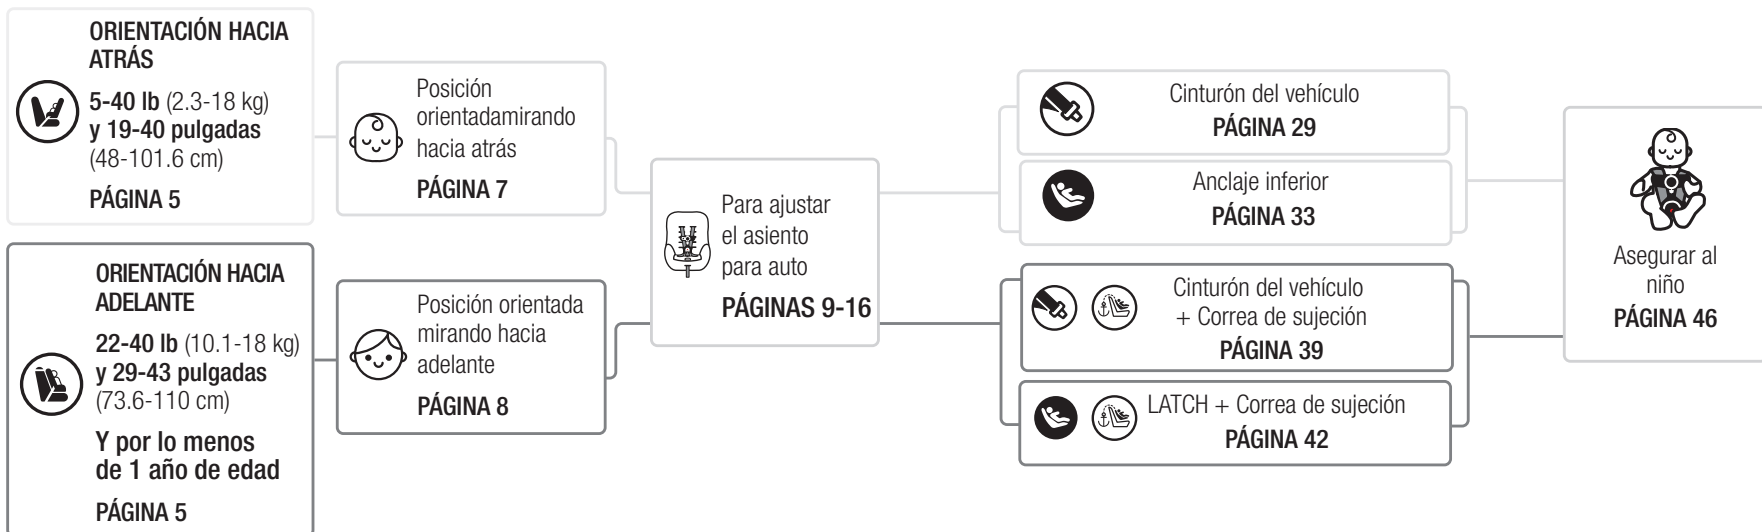 ORIENTACIÓN HACIA
ATRÁS
5-40 lb (2.3-18 kg)
y 19-40 pulgadas
(48-101.6 cm)
PÁGINA 5
Posición
orientadamirando
hacia atrás
PÁGINA 7
ORIENTACIÓN HACIA
ADELANTE
22-40 lb (10.1-18 kg)
y 29-43 pulgadas
(73.6-110 cm)
Y por lo menos
de 1 año de edad
PÁGINA 5
Posición orientada
mirando hacia
adelante
PÁGINA 8
Para ajustar
el asiento
para auto
PÁGINAS 9-16
Cinturón del vehículo
PÁGINA 29
Anclaje inferior
PÁGINA 33
Cinturón del vehículo
+ Correa de sujeción
PÁGINA 39
LATCH + Correa de sujeción
PÁGINA 42
Asegurar al
niño
PÁGINA 46